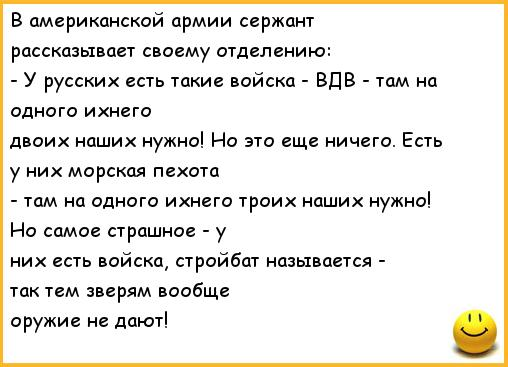 В американской армии сержант
рассказывает своему отделению:
- У русских есть такие войска - ВДВ - там на
одного ихнего
двоих наших нужно! Но это еще ничего. Есть
у них морская пехота
- там на одного ихнего троих наших нужно!
Но самое страшное - у
них есть войска, стройбат называется -
так тем зверям вообще
оружие не дают!